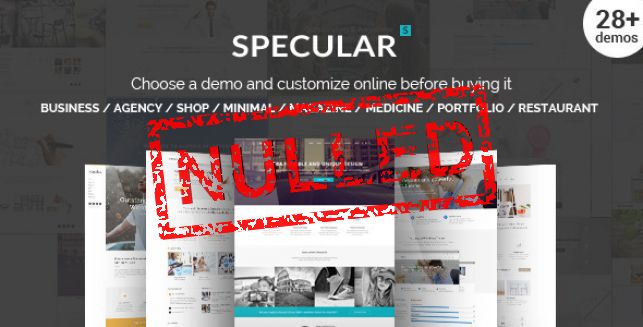 28+
demos
SPECULAR S
Choose a demo and customize online before buying it
BUSINESS / AGENCY / SHOP / MINIMAL / MAGAZINE / MEDICINE / PORTFOLIO / RESTAURANT
NULLED